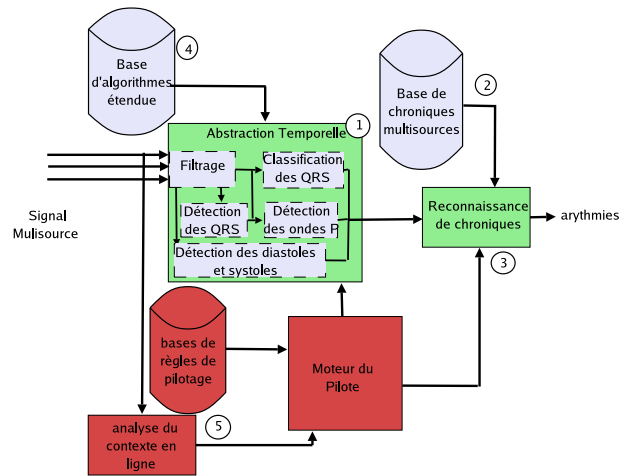 4
Base
d'algorithmes
étendue
2
Base de
chroniques
multisources
1
Abstraction Temporelle
Filtrage
Classification
des QRS
Détection
des QRS
Détection
des ondes P
Détection des diastoles
et systoles
Signal
Mulisource
Reconnaissance
de chroniques
arythmies
3
bases de
règles de
pilotage
Moteur du
Pilote
5
analyse du
contexte en
ligne